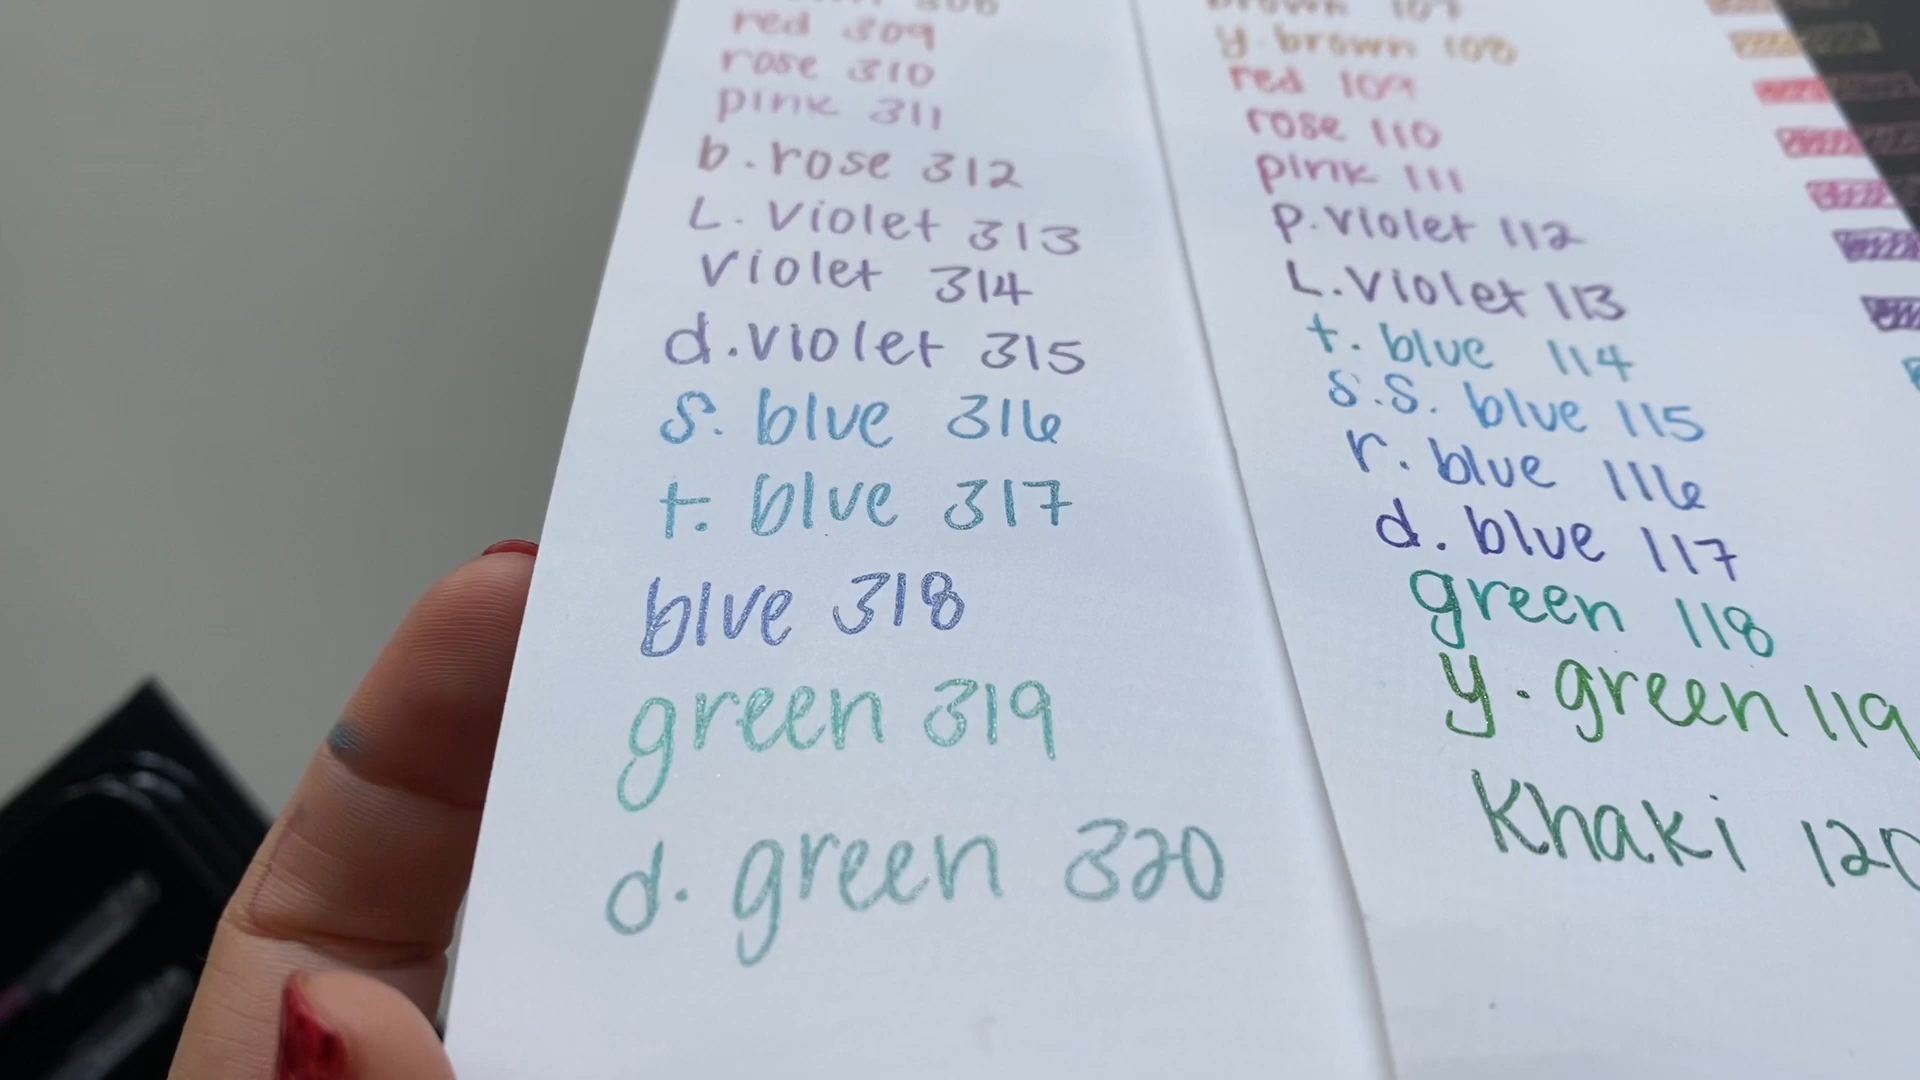 red 309
rose 310
pink 311
b. rose 312
L. violet 313
violet 314
d. violet 315
s. blue 316
t. blue 317
blue 318
green 319
d. green 320
brown 107
y. brown 108
red 109
rose 110
pink 111
p. violet 112
L. violet 113
t. blue 114
s.s. blue 115
r. blue 116
d. blue 117
green 118
y. green 119
Khaki 120